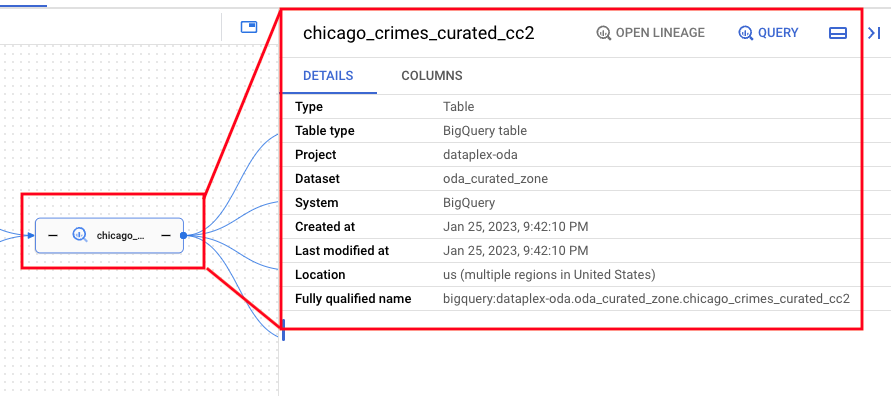 chicago_crimes_curated_cc2 OPEN LINEAGE QUERY
DETAILS COLUMNS
Type Table
Table type BigQuery table
Project dataplex-oda
Dataset oda_curated_zone
System BigQuery
Created at Jan 25, 2023, 9:42:10 PM
Last modified at Jan 25, 2023, 9:42:10 PM
Location us (multiple regions in United States)
Fully qualified name bigquery:dataplex-oda.oda_curated_zone.chicago_crimes_curated_cc2
chicago_...